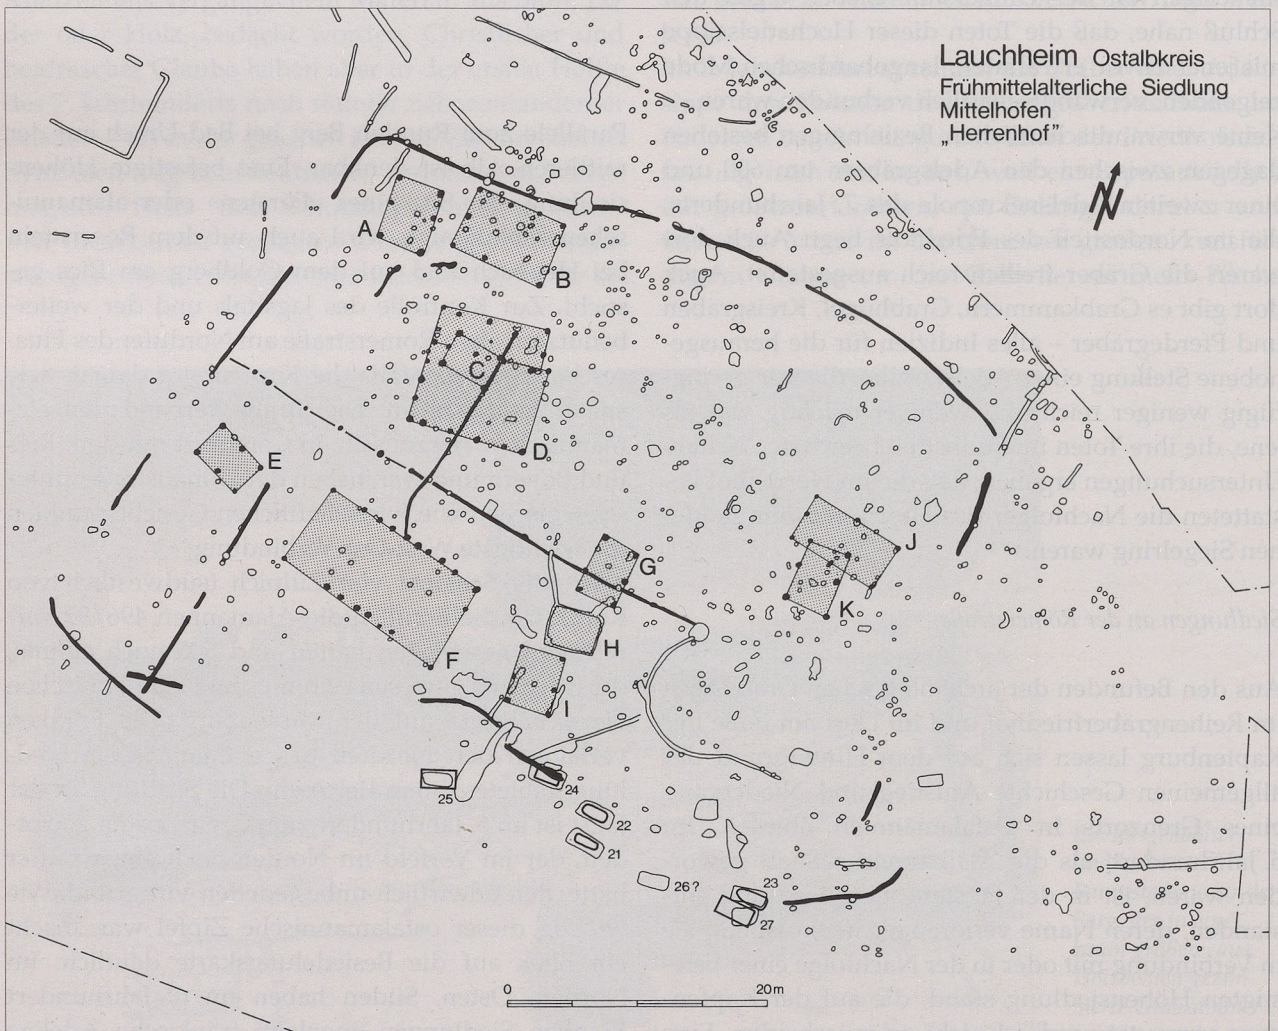 Lauchheim Ostalbkreis
Frühmittelalterliche Siedlung
Mittelhofen
„Herrenhof”
A
B
C
D
E
F
G
H
I
J
K
25
24
22
21
26?
23
27
0 20m